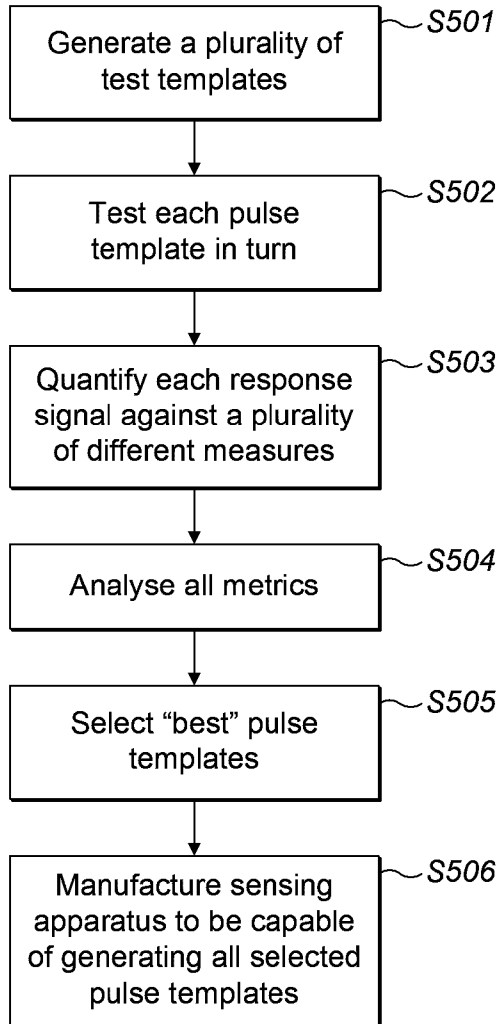 Generate a plurality of
test templates
S501
Test each pulse
template in turn
S502
Quantify each response
signal against a plurality
of different measures
S503
Analyse all metrics
S504
Select “best” pulse
templates
S505
Manufacture sensing
apparatus to be capable
of generating all selected
pulse templates
S506